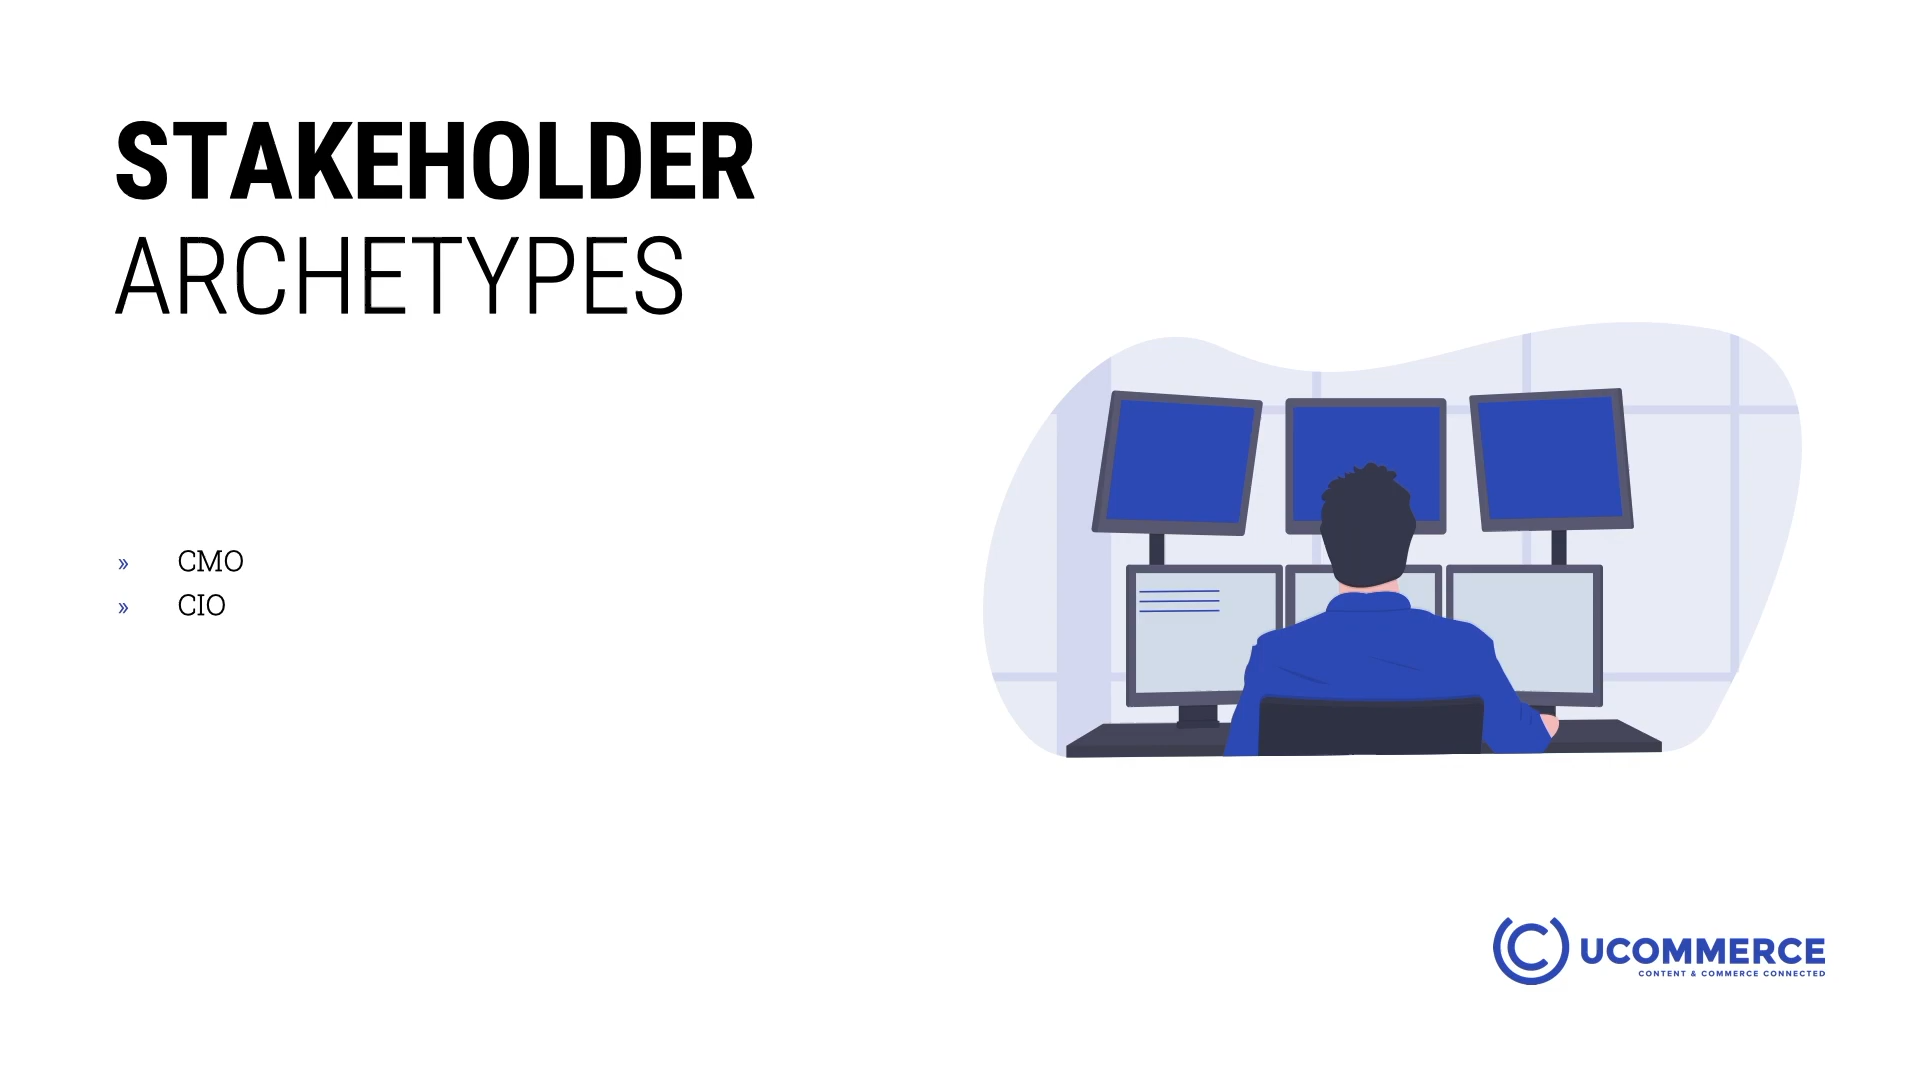 STAKEHOLDER
ARCHETYPES
» CMO
» CIO
UCOMMERCE
CONTENT & COMMERCE CONNECTED